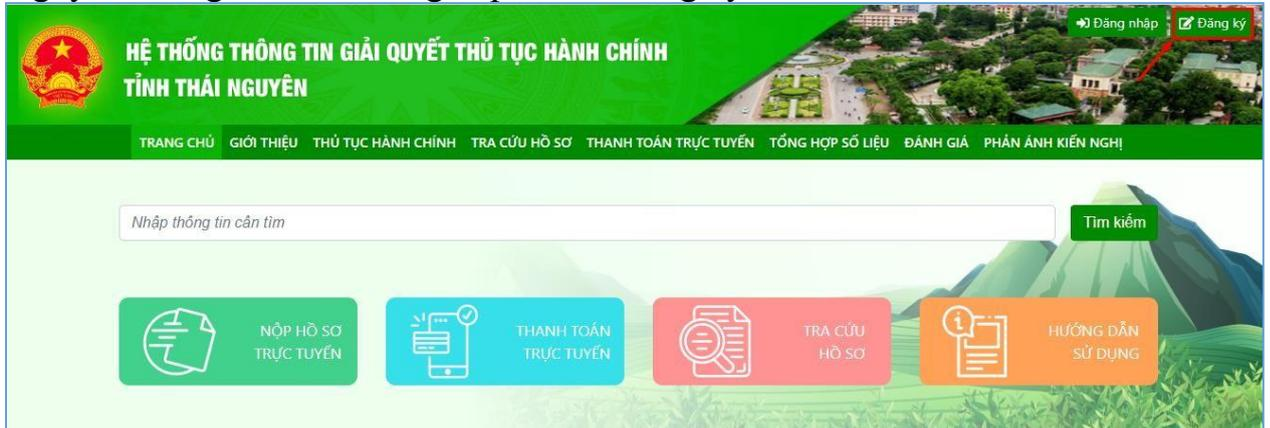 Đăng nhập Đăng ký
HỆ THỐNG THÔNG TIN GIẢI QUYẾT THỦ TỤC HÀNH CHÍNH
TỈNH THÁI NGUYÊN
TRANG CHỦ GIỚI THIỆU THỦ TỤC HÀNH CHÍNH TRA CỨU HỒ SƠ THANH TOÁN TRỰC TUYẾN TỔNG HỢP SỐ LIỆU ĐÁNH GIÁ PHẢN ÁNH KIẾN NGHỊ
Nhập thông tin cần tìm
Tìm kiếm
NỘP HỒ SƠ
TRỰC TUYẾN
THANH TOÁN
TRỰC TUYẾN
TRA CỨU
HỒ SƠ
HƯỚNG DẪN
SỬ DỤNG